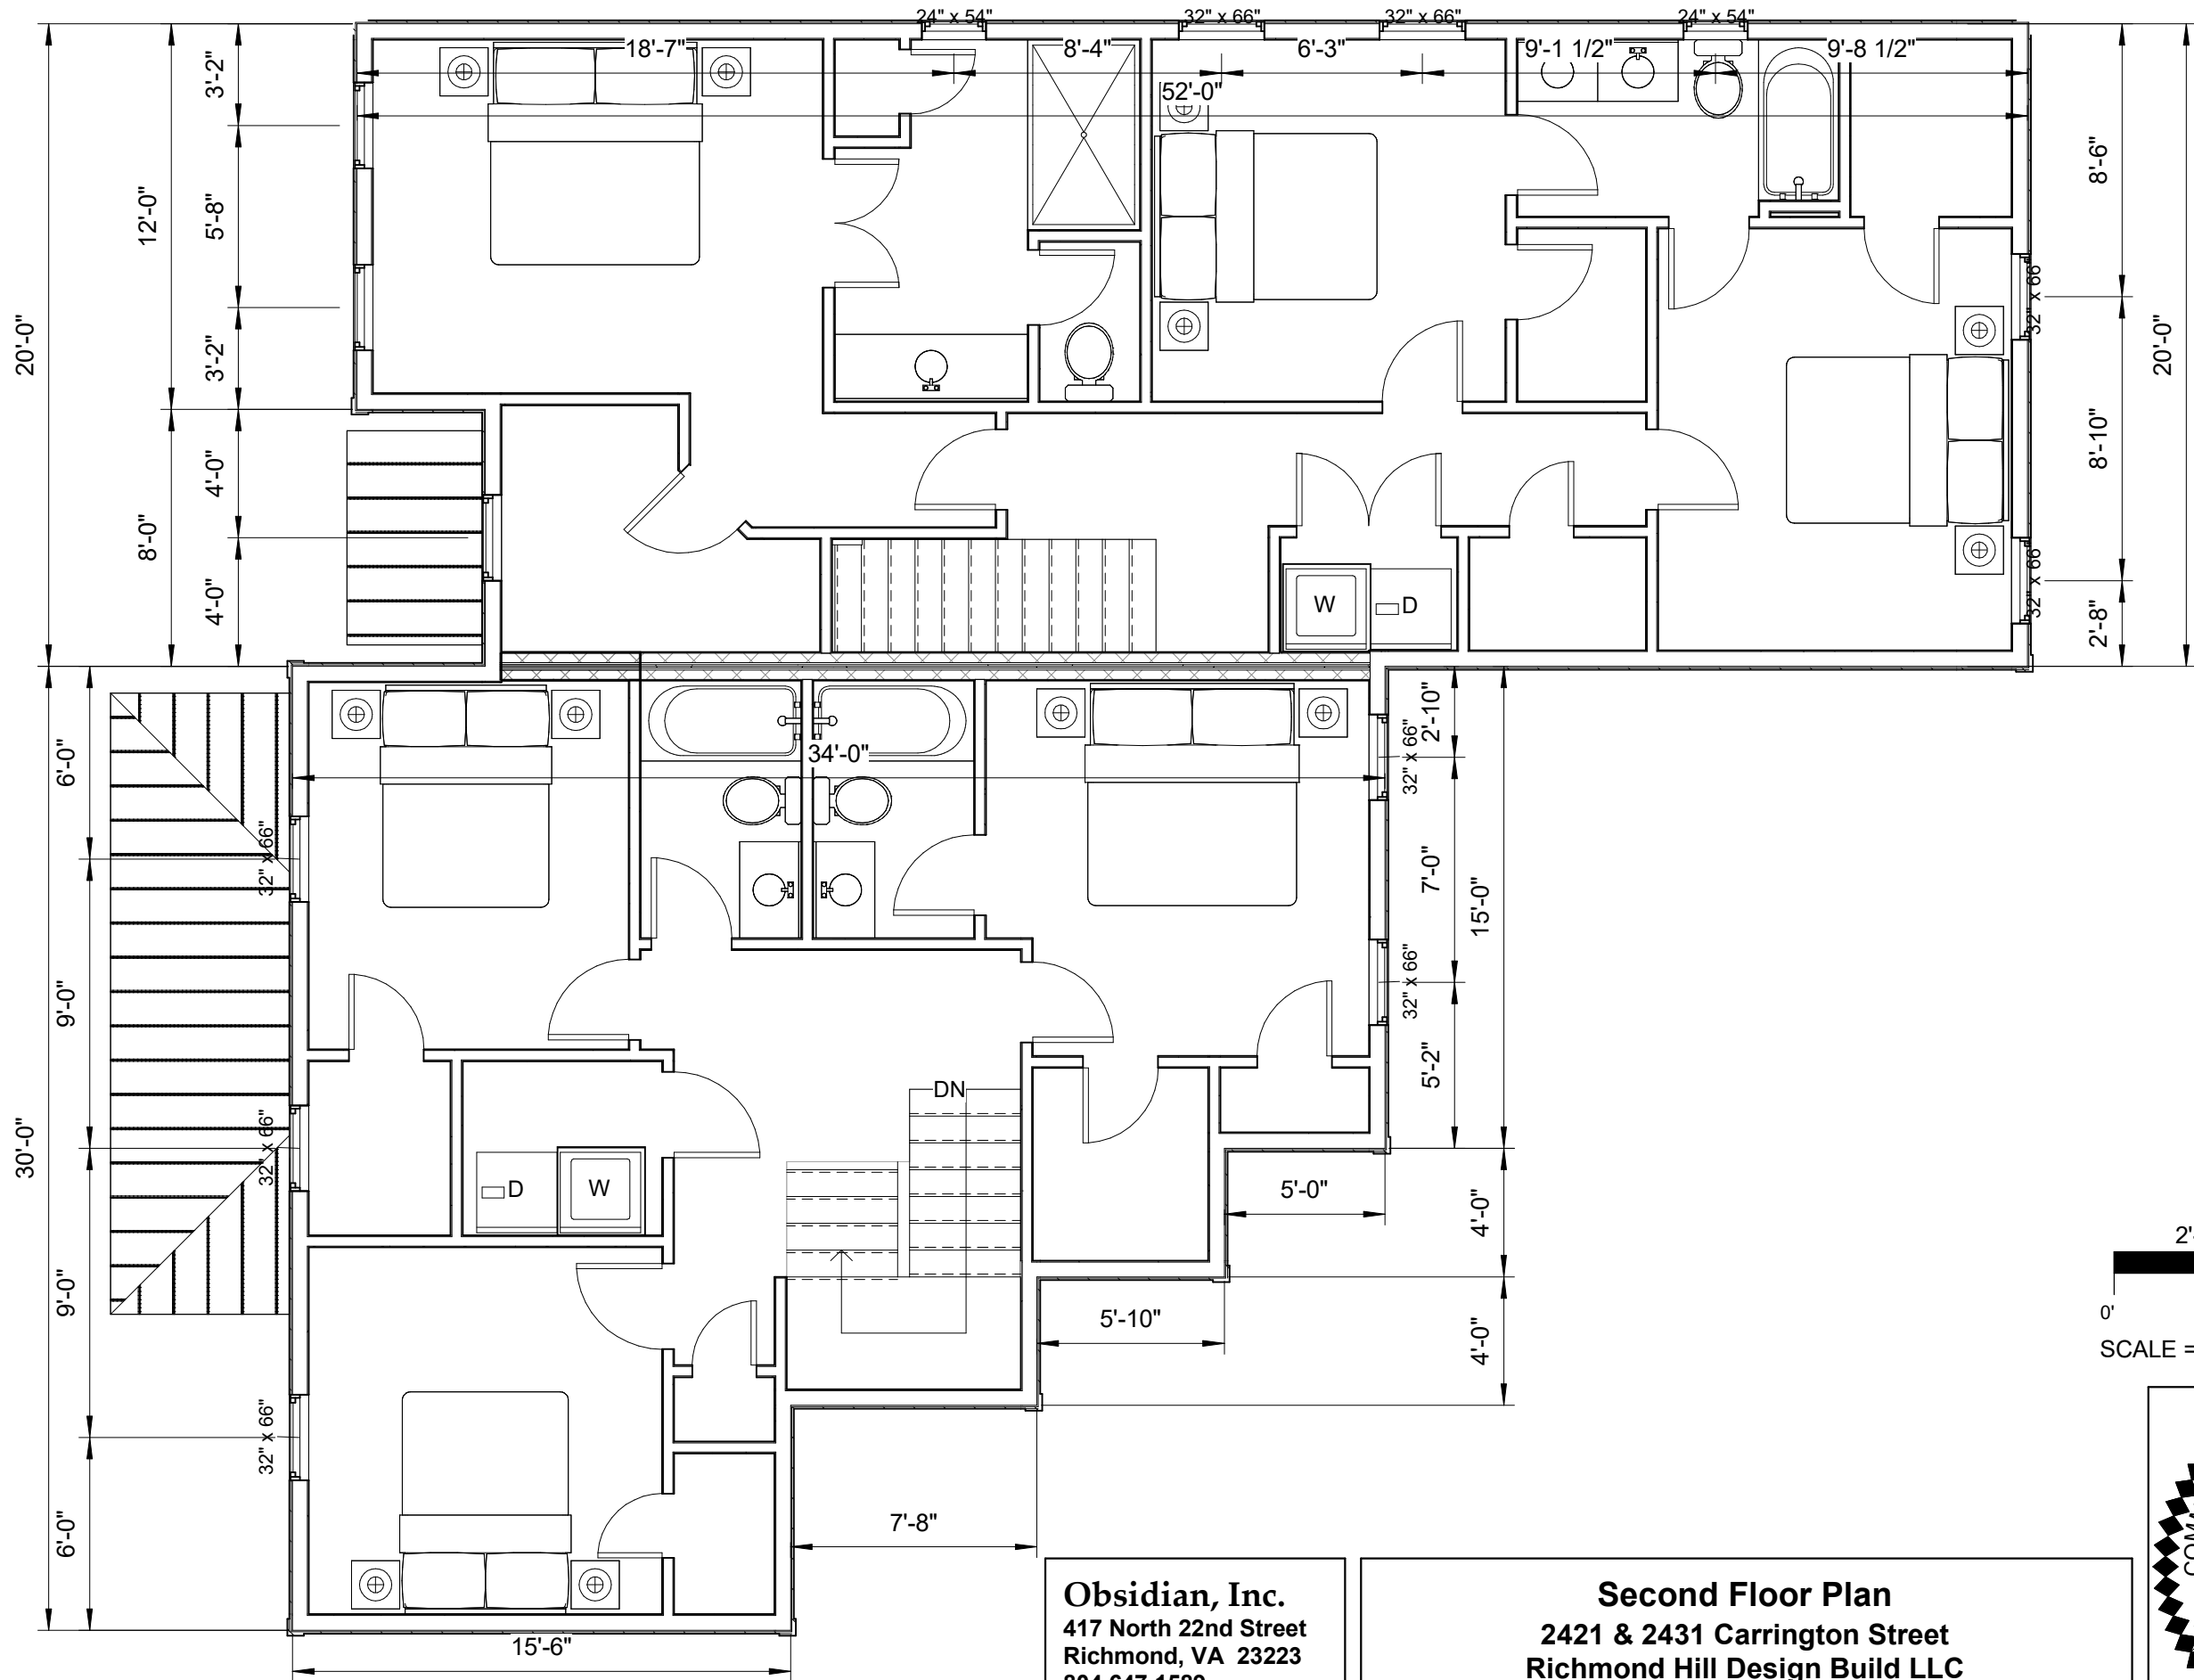 24" x 54"
32" x 66"
32" x 66"
24" x 54"
18'-7"
8'-4"
6'-3"
9'-1 1/2"
9'-8 1/2"
52'-0"
3'-2"
5'-8"
3'-2"
12'-0"
20'-0"
4'-0"
4'-0"
8'-0"
8'-6"
8'-10"
2'-8"
20'-0"
32" x 66
32" x 66
W
D
34'-0"
2'-10"
7'-0"
5'-2"
15'-0"
32" x 66"
32" x 66"
6'-0"
9'-0"
9'-0"
6'-0"
30'-0"
32" x 66"
32" x 66"
32" x 66"
D
W
DN
5'-0"
4'-0"
5'-10"
4'-0"
7'-8"
15'-6"
2'
0'
SCALE =
Obsidian, Inc.
417 North 22nd Street
Richmond, VA 23223
804 647-1589
Second Floor Plan
2421 & 2431 Carrington Street
Richmond Hill Design Build LLC